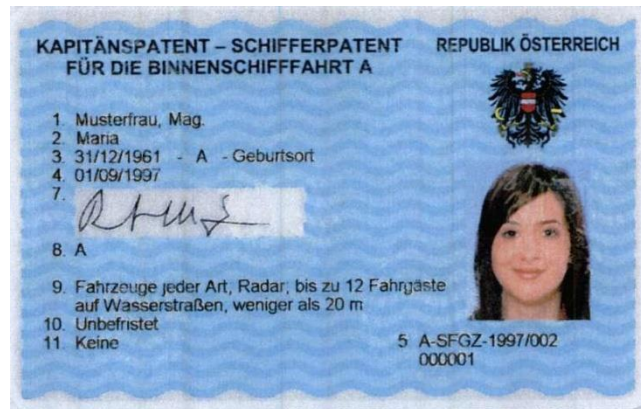 KAPITÄNSPATENT – SCHIFFERPATENT
FÜR DIE BINNENSCHIFFFAHRT A
REPUBLIK ÖSTERREICH
1. Musterfrau, Mag.
2. Maria
3. 31/12/1961 - A - Geburtsort
4. 01/09/1997
7.
8. A
9. Fahrzeuge jeder Art, Radar, bis zu 12 Fahrgäste
auf Wasserstraßen, weniger als 20 m
10. Unbefristet
11. Keine
5 A-SFGZ-1997/002
000001